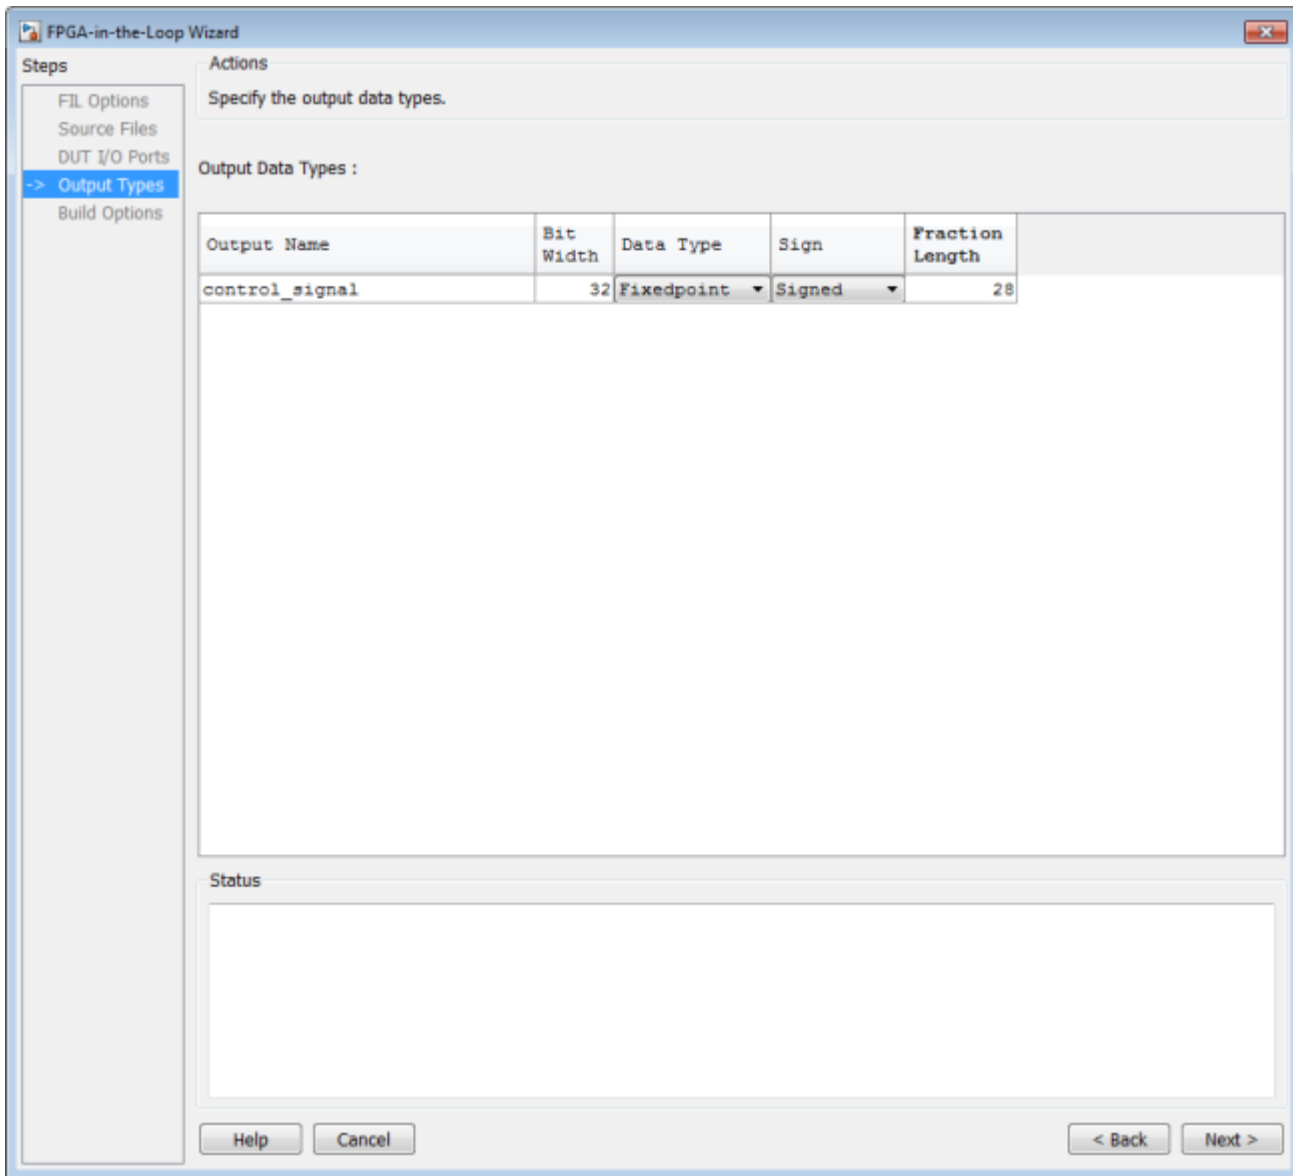 FPGA-in-the-Loop Wizard
Steps
FIL Options
Source Files
DUT I/O Ports
-> Output Types
Build Options
Actions
Specify the output data types.
Output Data Types :
Output Name Bit Width Data Type Sign Fraction Length
control_signal 32 Fixedpoint Signed 28
Status
Help Cancel < Back Next >